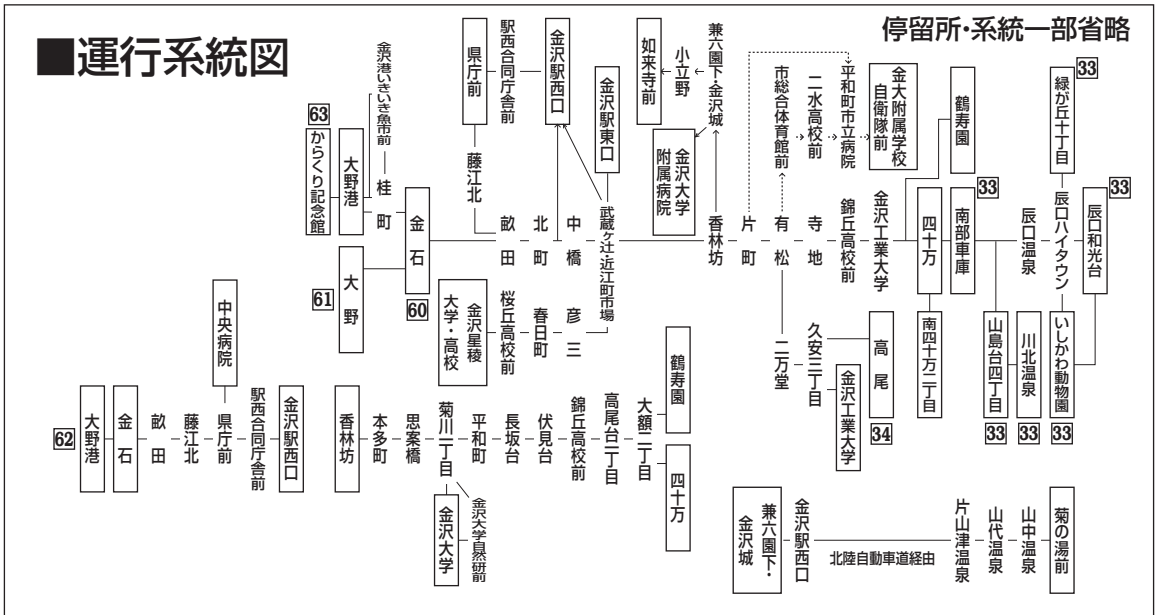 ■運行系統図
停留所・系統一部省略
63
からくり記念館
大野港
金沢港いきいき魚市前
桂町
金石
大野
61
60
県庁前
駅西合同庁舎前
金沢駅西口
藤江北
畝田
北町
中橋
金沢駅東口
武蔵ヶ辻・近江町市場
金沢星稜
大学・高校
桜丘高校前
春日町
彦三
如来寺前
小立野
兼六園下・金沢城
金沢大学
附属病院
香林坊
片町
有松
寺地
錦丘高校前
金沢工業大学
市総合体育館前
二水高校前
平和町市立病院
金大附属学校
自衛隊前
鶴寿園
四十万
33
南部車庫
辰口温泉
辰口ハイタウン
33
緑が丘十丁目
33
辰口和光台
二万堂
久安三丁目
高尾
34
金沢工業大学
南四十万二丁目
山島台四丁目
33
川北温泉
33
いしかわ動物園
33
62
大野港
金石
畝田
藤江北
県庁前
中央病院
駅西合同庁舎前
金沢駅西口
香林坊
本多町
思案橋
菊川一丁目
金沢大学
金沢大学自然研前
平和町
長坂台
伏見台
錦丘高校前
高尾台二丁目
大額二丁目
鶴寿園
四十万
兼六園下・
金沢城
金沢駅西口
北陸自動車道経由
片山津温泉
山代温泉
山中温泉
菊の湯前